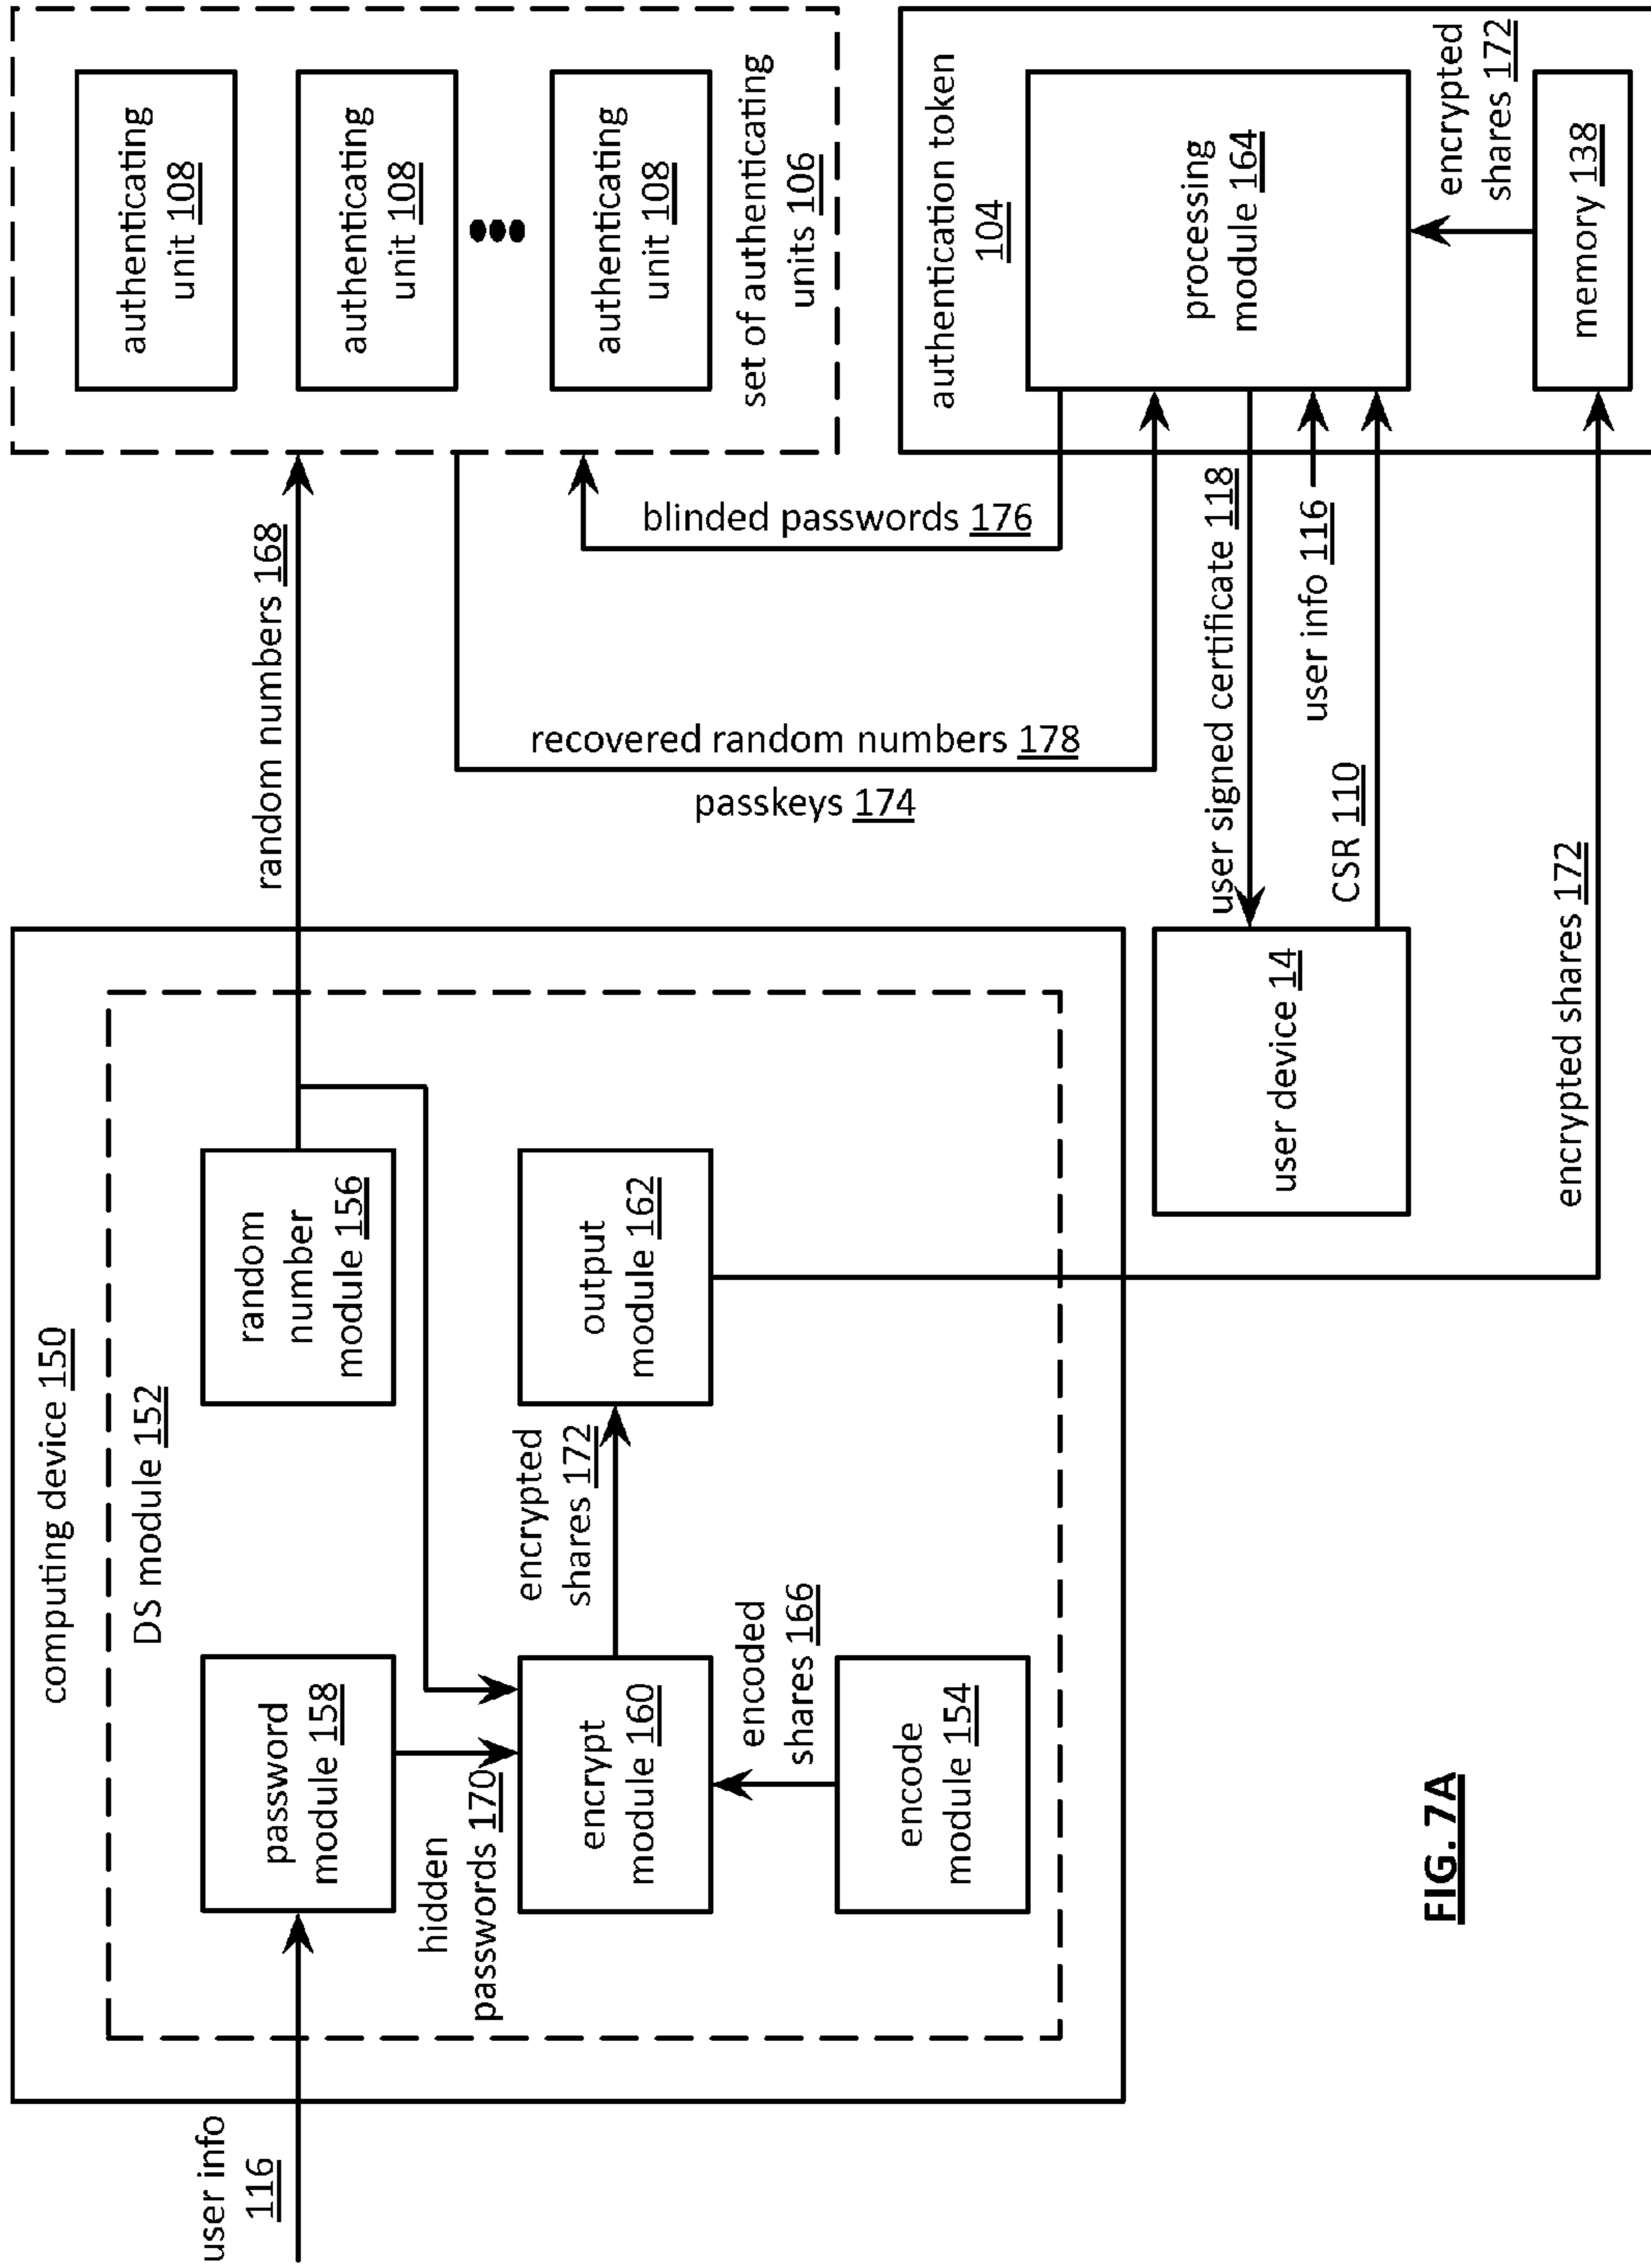 computing device 150
DS module 152
user info
116
password
module 158
random
number
module 156
random numbers 168
hidden
passwords 170
encrypt
module 160
encrypted
shares 172
output
module 162
encoded
shares 166
encode
module 154
authenticating
unit 108
authenticating
unit 108
authenticating
unit 108
set of authenticating
units 106
blinded passwords 176
recovered random numbers 178
passkeys 174
authentication token
104
processing
module 164
user signed certificate 118
user info 116
CSR 110
user device 14
encrypted
shares 172
memory 138
encrypted shares 172
FIG. 7A